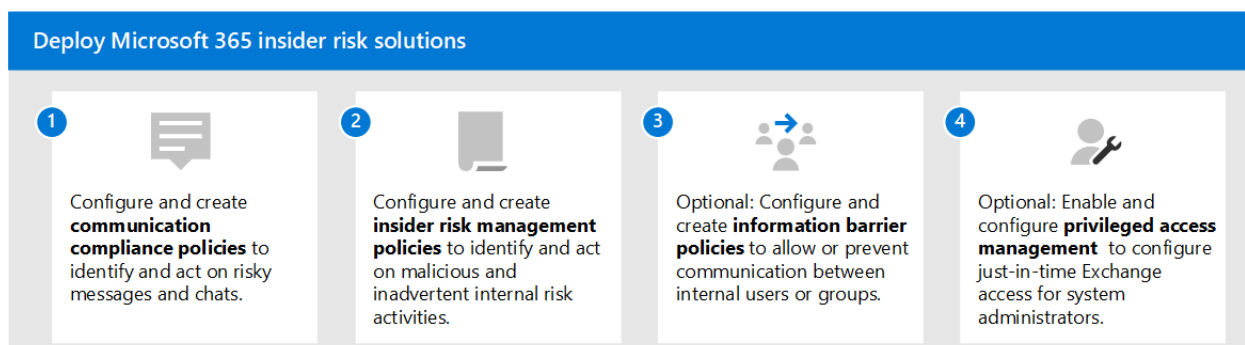 Deploy Microsoft 365 insider risk solutions
1
Configure and create
communication
compliance policies to
identify and act on risky
messages and chats.
2
Configure and create
insider risk management
policies to identify and act
on malicious and
inadvertent internal risk
activities.
3
Optional: Configure and
create information barrier
policies to allow or prevent
communication between
internal users or groups.
4
Optional: Enable and
configure privileged access
management to configure
just-in-time Exchange
access for system
administrators.